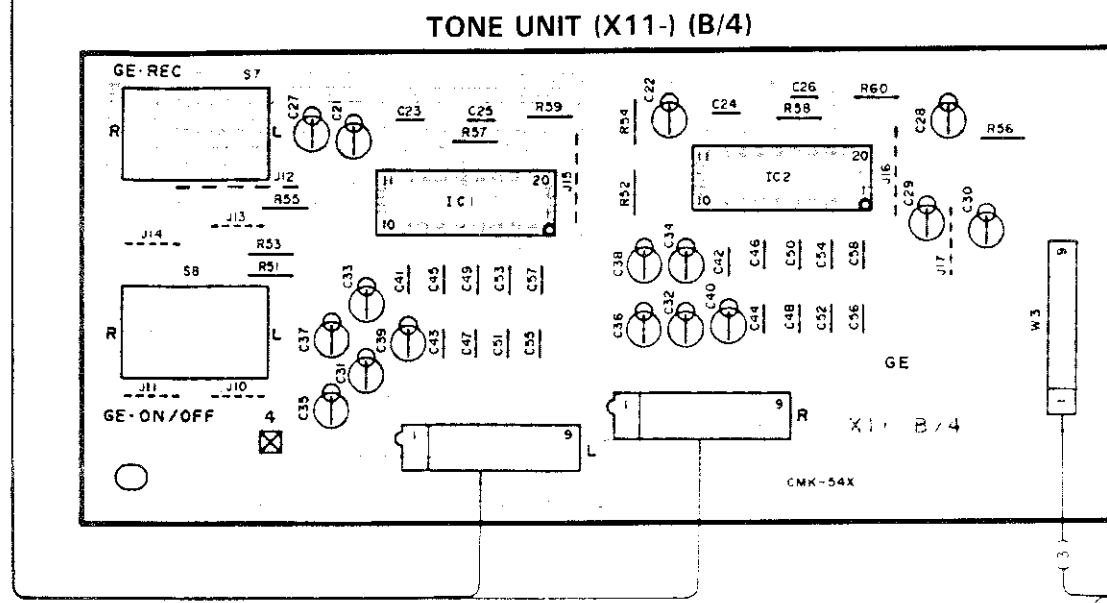 TONE UNIT (X11-) (B/4)
GE·REC
S7
R
L
C27
C21
C23
C25
R59
R57
J15
11
20
IC1
10
J12
R55
J13
J14
R53
R51
S8
R
L
J11
J10
GE-ON/OFF
4
C33
C37
C39
C31
C35
C41
C45
C49
C53
C57
C43
C47
C51
C55
1
9
L
R54
C22
C24
C26
R58
R60
R52
11
20
IC2
10
J16
C28
R56
C29
C30
J17
C38
C34
C42
C46
C50
C54
C58
C36
C32
C40
C44
C48
C52
C56
GE
1
9
R
X11- B/4
CMK-54X
9
W3
1
3